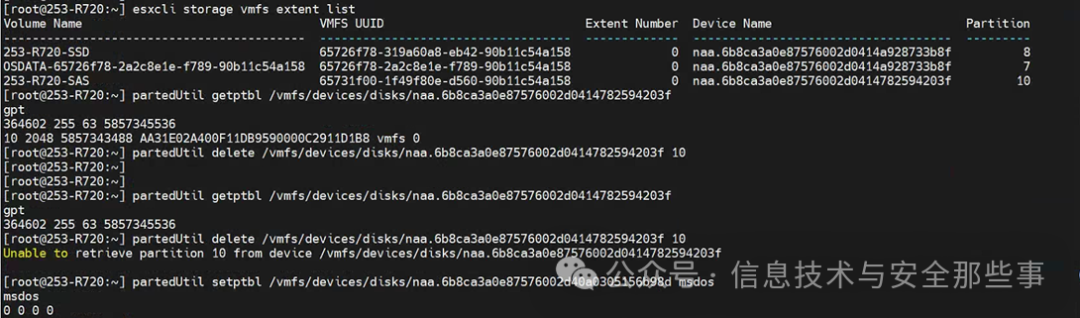 [root@253-R720:~] esxcli storage vmfs extent list
Volume Name VMFS UUID Extent Number Device Name Partition
----------------------------------------- ----------------------------------- ------------- ------------------------------------ ---------
253-R720-SSD 65726f78-319a60a8-eb42-90b11c54a158 0 naa.6b8ca3a0e87576002d0414a928733b8f 8
OSDATA-65726f78-2a2c8e1e-f789-90b11c54a158 65726f78-2a2c8e1e-f789-90b11c54a158 0 naa.6b8ca3a0e87576002d0414a928733b8f 7
253-R720-SAS 65731f00-1f49f80e-d560-90b11c54a158 0 naa.6b8ca3a0e87576002d0414782594203f 10
[root@253-R720:~] partedUtil getptbl /vmfs/devices/disks/naa.6b8ca3a0e87576002d0414782594203f
gpt
364602 255 63 5857345536
10 2048 5857343488 AA31E02A400F11DB9590000C2911D1B8 vmfs 0
[root@253-R720:~] partedUtil delete /vmfs/devices/disks/naa.6b8ca3a0e87576002d0414782594203f 10
[root@253-R720:~]
[root@253-R720:~]
[root@253-R720:~] partedUtil getptbl /vmfs/devices/disks/naa.6b8ca3a0e87576002d0414782594203f
gpt
364602 255 63 5857345536
[root@253-R720:~] partedUtil delete /vmfs/devices/disks/naa.6b8ca3a0e87576002d0414782594203f 10
Unable to retrieve partition 10 from device /vmfs/devices/disks/naa.6b8ca3a0e87576002d0414782594203f
公众号 · 信息技术与安全那些事
[root@253-R720:~] partedUtil setptbl /vmfs/devices/disks/naa.6b8ca3a0e87576002d40a0305156b98d msdos
msdos
0 0 0 0